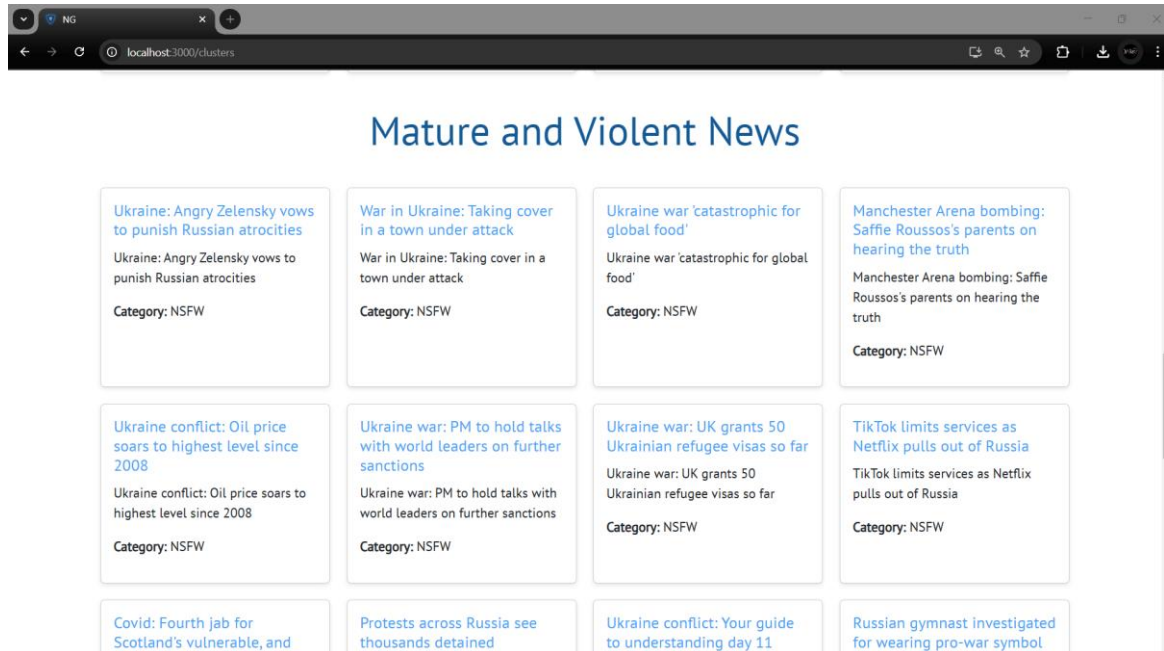 NG
localhost:3000/clusters
Mature and Violent News
Ukraine: Angry Zelensky vows
to punish Russian atrocities
Ukraine: Angry Zelensky vows to
punish Russian atrocities
Category: NSFW
War in Ukraine: Taking cover
in a town under attack
War in Ukraine: Taking cover in a
town under attack
Category: NSFW
Ukraine war 'catastrophic for
global food'
Ukraine war 'catastrophic for global
food'
Category: NSFW
Manchester Arena bombing:
Saffie Roussos's parents on
hearing the truth
Manchester Arena bombing: Saffie
Roussos's parents on hearing the
truth
Category: NSFW
Ukraine conflict: Oil price
soars to highest level since
2008
Ukraine conflict: Oil price soars to
highest level since 2008
Category: NSFW
Ukraine war: PM to hold talks
with world leaders on further
sanctions
Ukraine war: PM to hold talks with
world leaders on further sanctions
Category: NSFW
Ukraine war: UK grants 50
Ukrainian refugee visas so far
Ukraine war: UK grants 50
Ukrainian refugee visas so far
Category: NSFW
TikTok limits services as
Netflix pulls out of Russia
TikTok limits services as Netflix
pulls out of Russia
Category: NSFW
Covid: Fourth jab for
Scotland's vulnerable, and
Protests across Russia see
thousands detained
Ukraine conflict: Your guide
to understanding day 11
Russian gymnast investigated
for wearing pro-war symbol